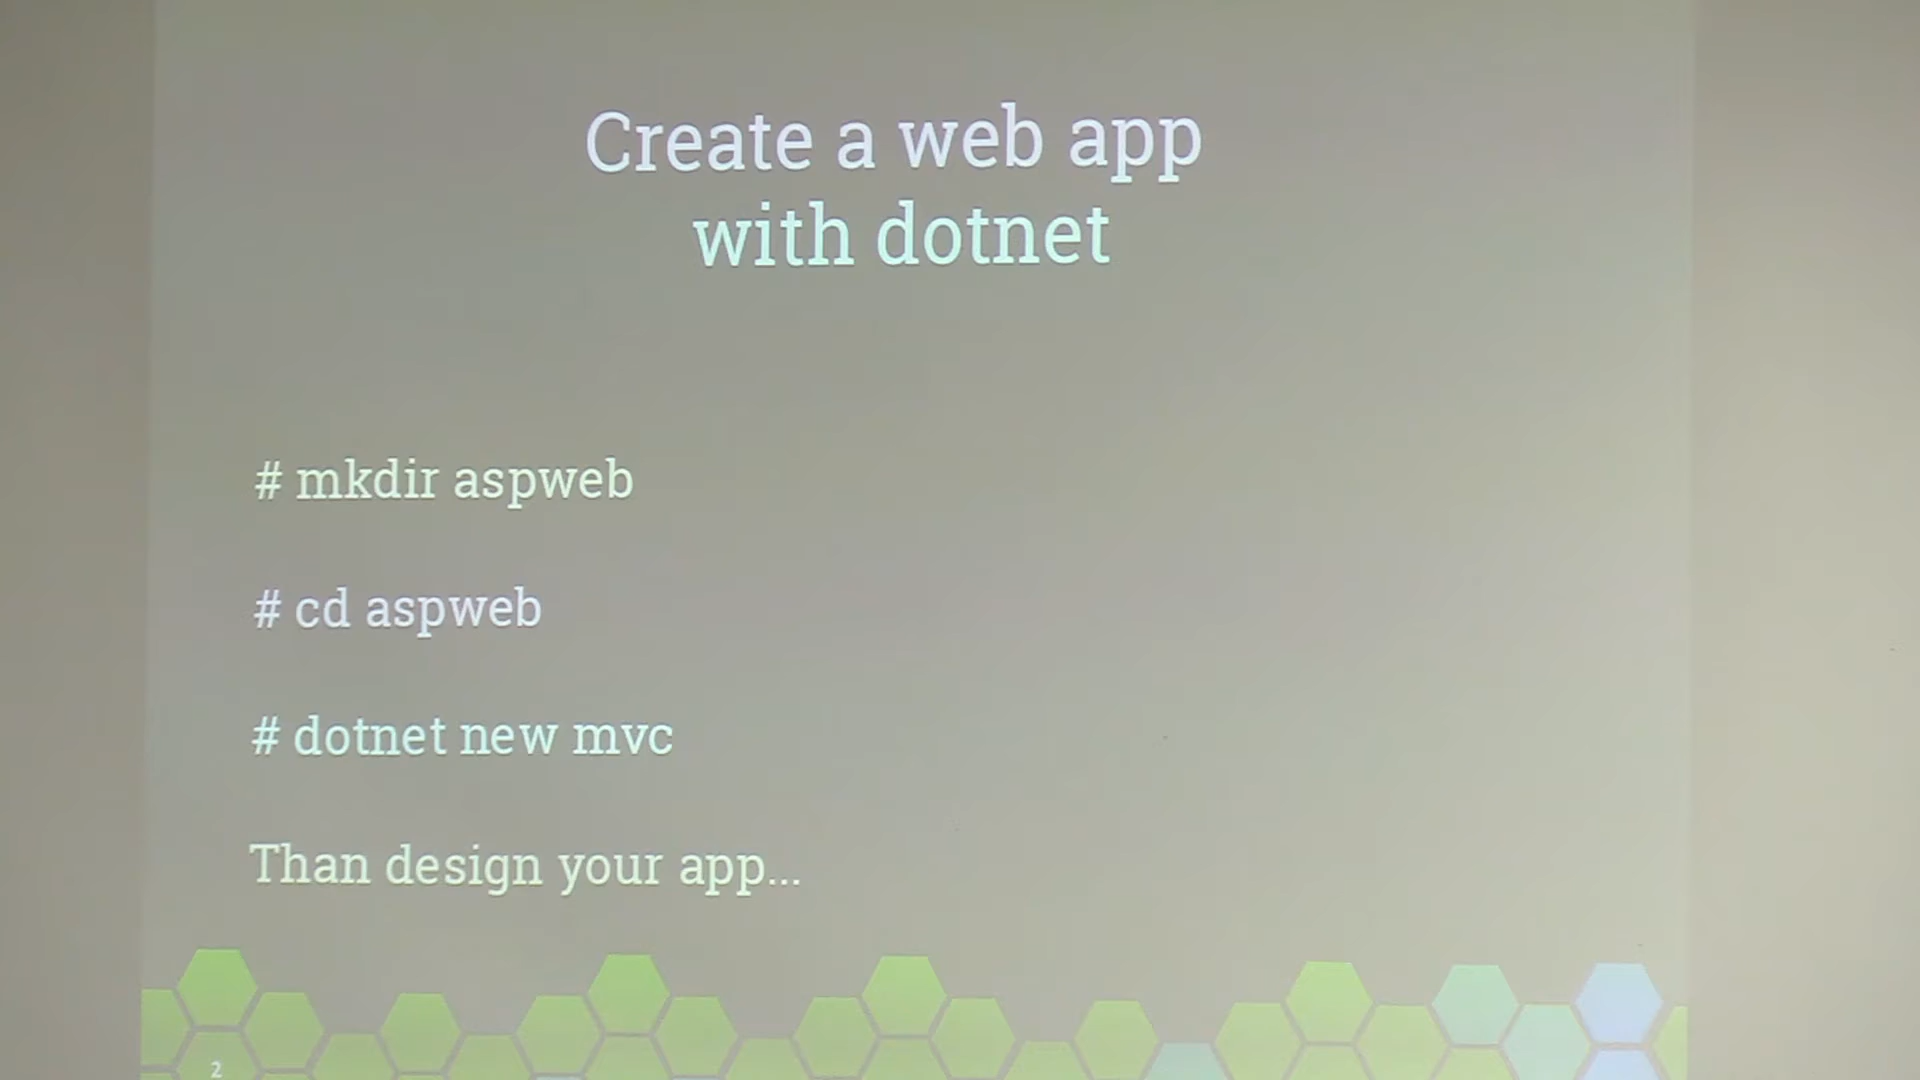 Create a web app
with dotnet
# mkdir aspweb
# cd aspweb
# dotnet new mvc
Than design your app...
2